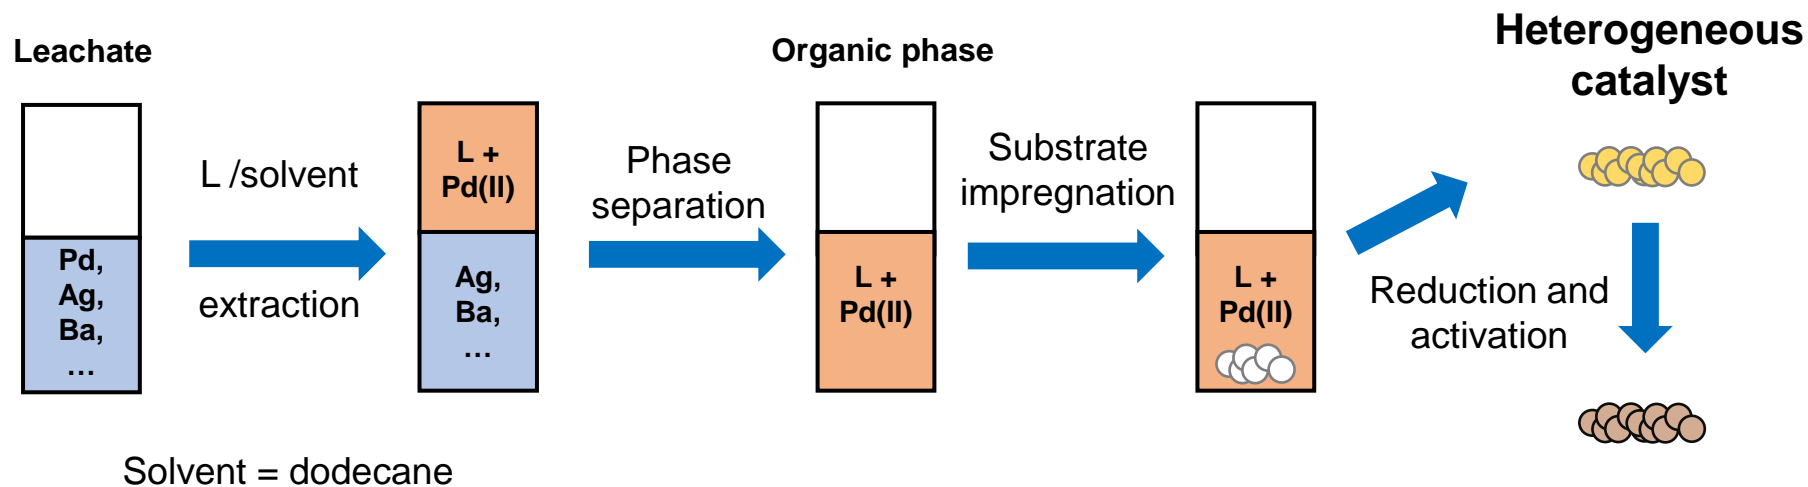 Leachate
Pd,
Ag,
Ba,
…
L /solvent
extraction
L +
Pd(II)
Ag,
Ba,
…
Phase
separation
Organic phase
L +
Pd(II)
Substrate
impregnation
L +
Pd(II)
Heterogeneous
catalyst
Reduction and
activation
Solvent = dodecane